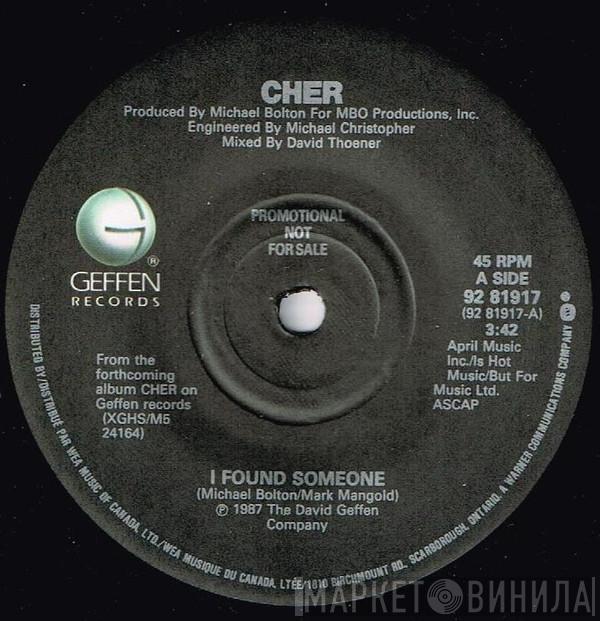 CHER
Produced By Michael Bolton For MBO Productions, Inc.
Engineered By Michael Christopher
Mixed By David Thoener
PROMOTIONAL
NOT
FOR SALE
GEFFEN
RECORDS
®
45 RPM
A SIDE
92 81917
(92 81917-A)
3:42
April Music
Inc./Is Hot
Music/But For
Music Ltd.
ASCAP
From the
forthcoming
album CHER on
Geffen records
(XGHS/M5
24164)
I FOUND SOMEONE
(Michael Bolton/Mark Mangold)
℗ 1987 The David Geffen
Company
DISTRIBUTED BY/DISTRIBUÉ PAR WEA MUSIC OF CANADA, LTD./WEA MUSIQUE DU CANADA, LTÉE/1810 BIRCHMOUNT RD., SCARBOROUGH, ONTARIO. A WARNER COMMUNICATIONS COMPANY
МАРКЕТ ВИНИЛА